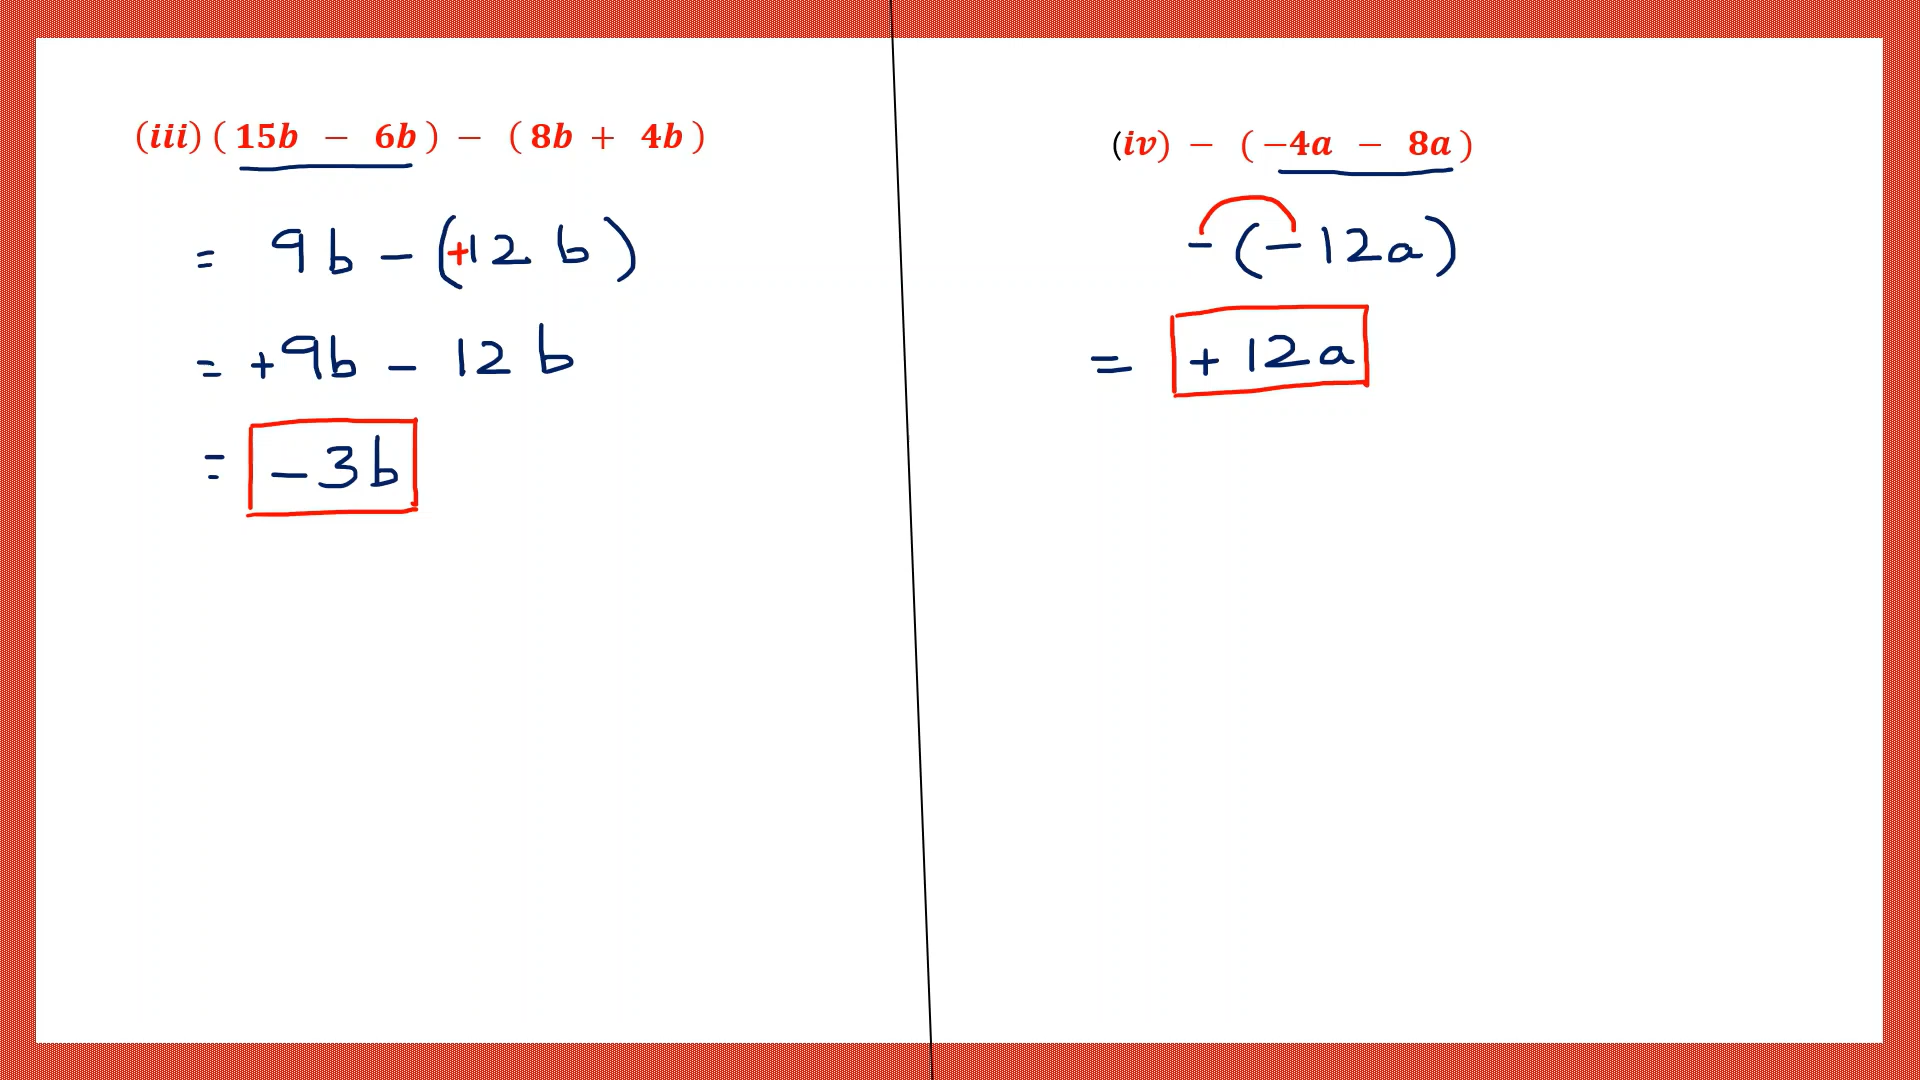 (iii) ( 15b − 6b ) − ( 8b + 4b )
= 9b − (+12 b)
= +9b − 12 b
= −3b
(iv) − ( −4a − 8a )
− (−12a)
= + 12a